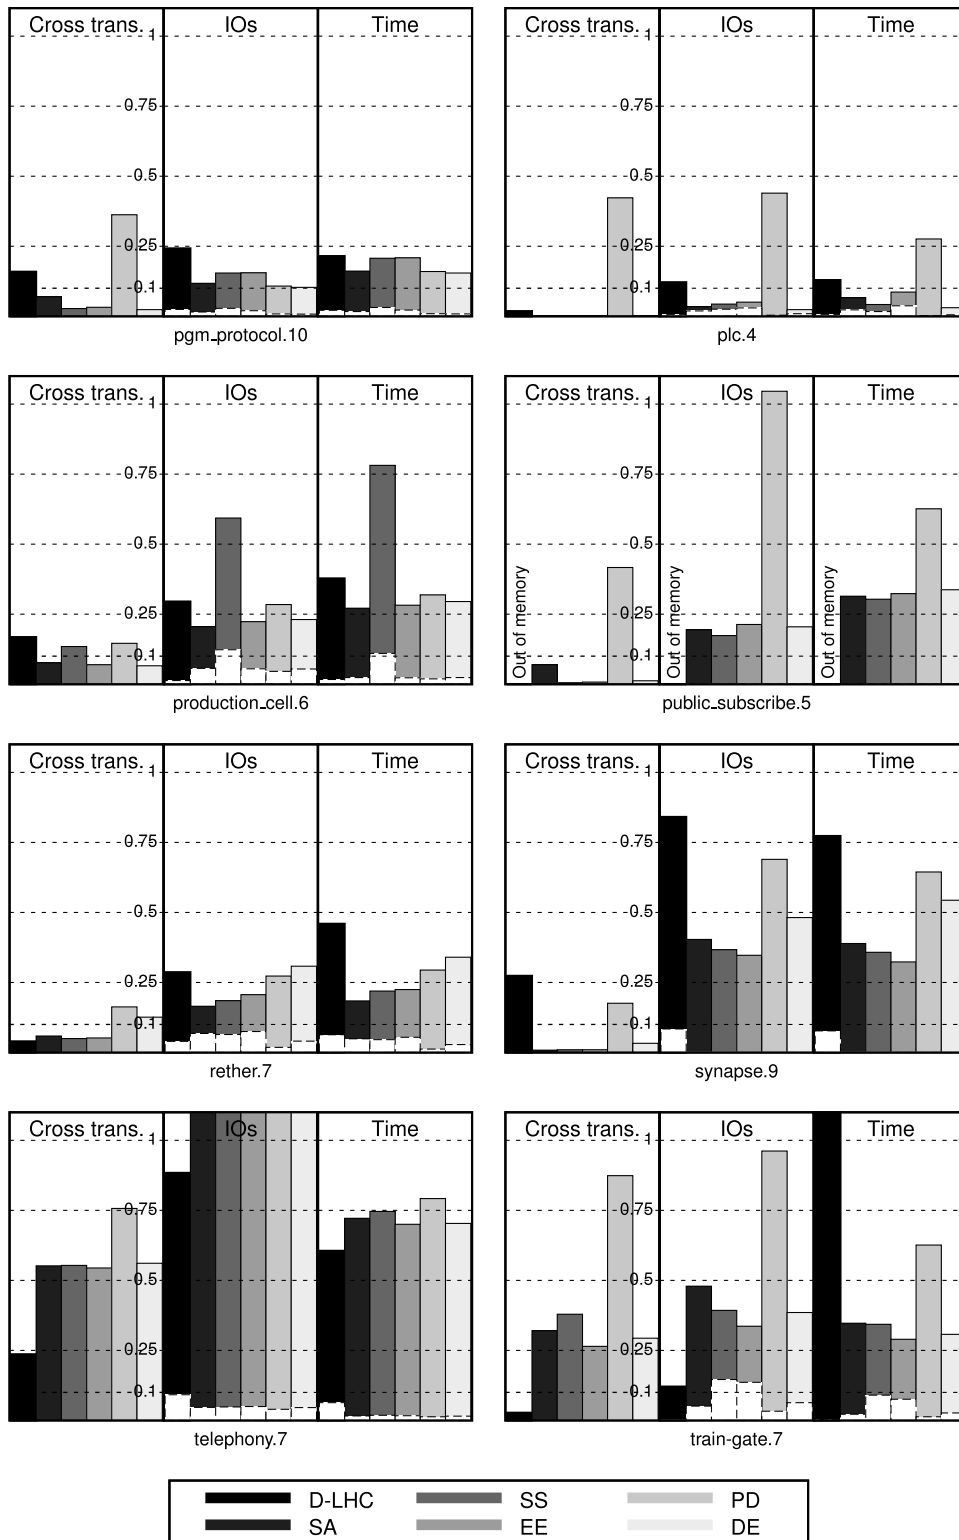 Cross trans. IOs Time
1
0.75
0.5
0.25
0.1
pgm_protocol.10
Cross trans. IOs Time
1
0.75
0.5
0.25
0.1
plc.4
Cross trans. IOs Time
1
0.75
0.5
0.25
0.1
production_cell.6
Cross trans. IOs Time
1
0.75
0.5
0.25
0.1
Out of memory
Out of memory
Out of memory
public_subscribe.5
Cross trans. IOs Time
1
0.75
0.5
0.25
0.1
rether.7
Cross trans. IOs Time
1
0.75
0.5
0.25
0.1
synapse.9
Cross trans. IOs Time
1
0.75
0.5
0.25
0.1
telephony.7
Cross trans. IOs Time
1
0.75
0.5
0.25
0.1
train-gate.7
D-LHC SS PD
SA EE DE